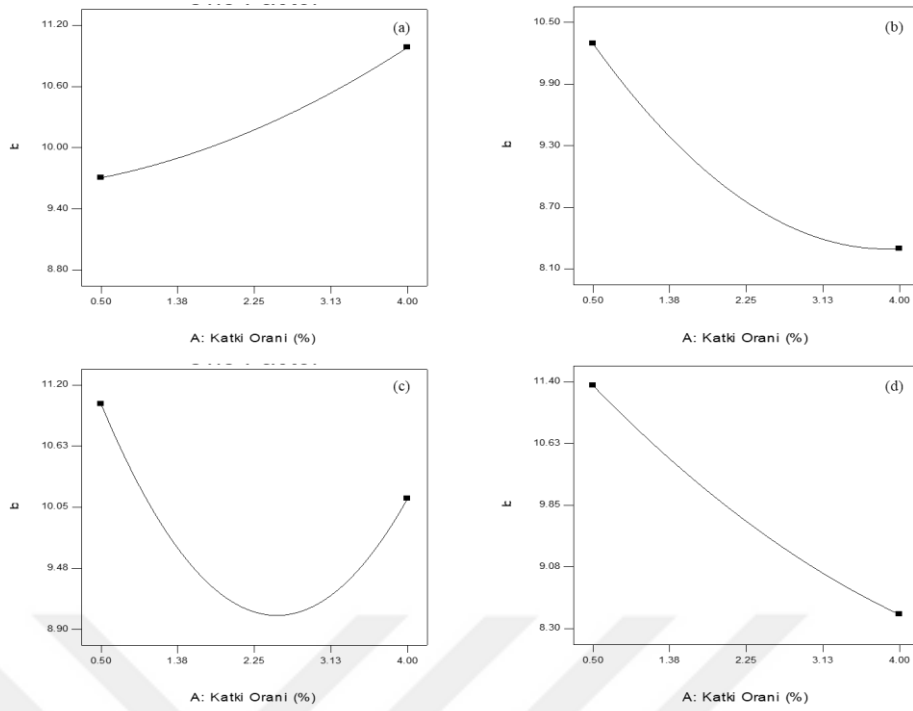 (a)
11.20
10.60
10.00
9.40
8.80
b
0.50 1.38 2.25 3.13 4.00
A: Katki Orani (%)
(b)
10.50
9.90
9.30
8.70
8.10
b
0.50 1.38 2.25 3.13 4.00
A: Katki Orani (%)
(c)
11.20
10.63
10.05
9.48
8.90
b
0.50 1.38 2.25 3.13 4.00
A: Katki Orani (%)
(d)
11.40
10.63
9.85
9.08
8.30
b
0.50 1.38 2.25 3.13 4.00
A: Katki Orani (%)